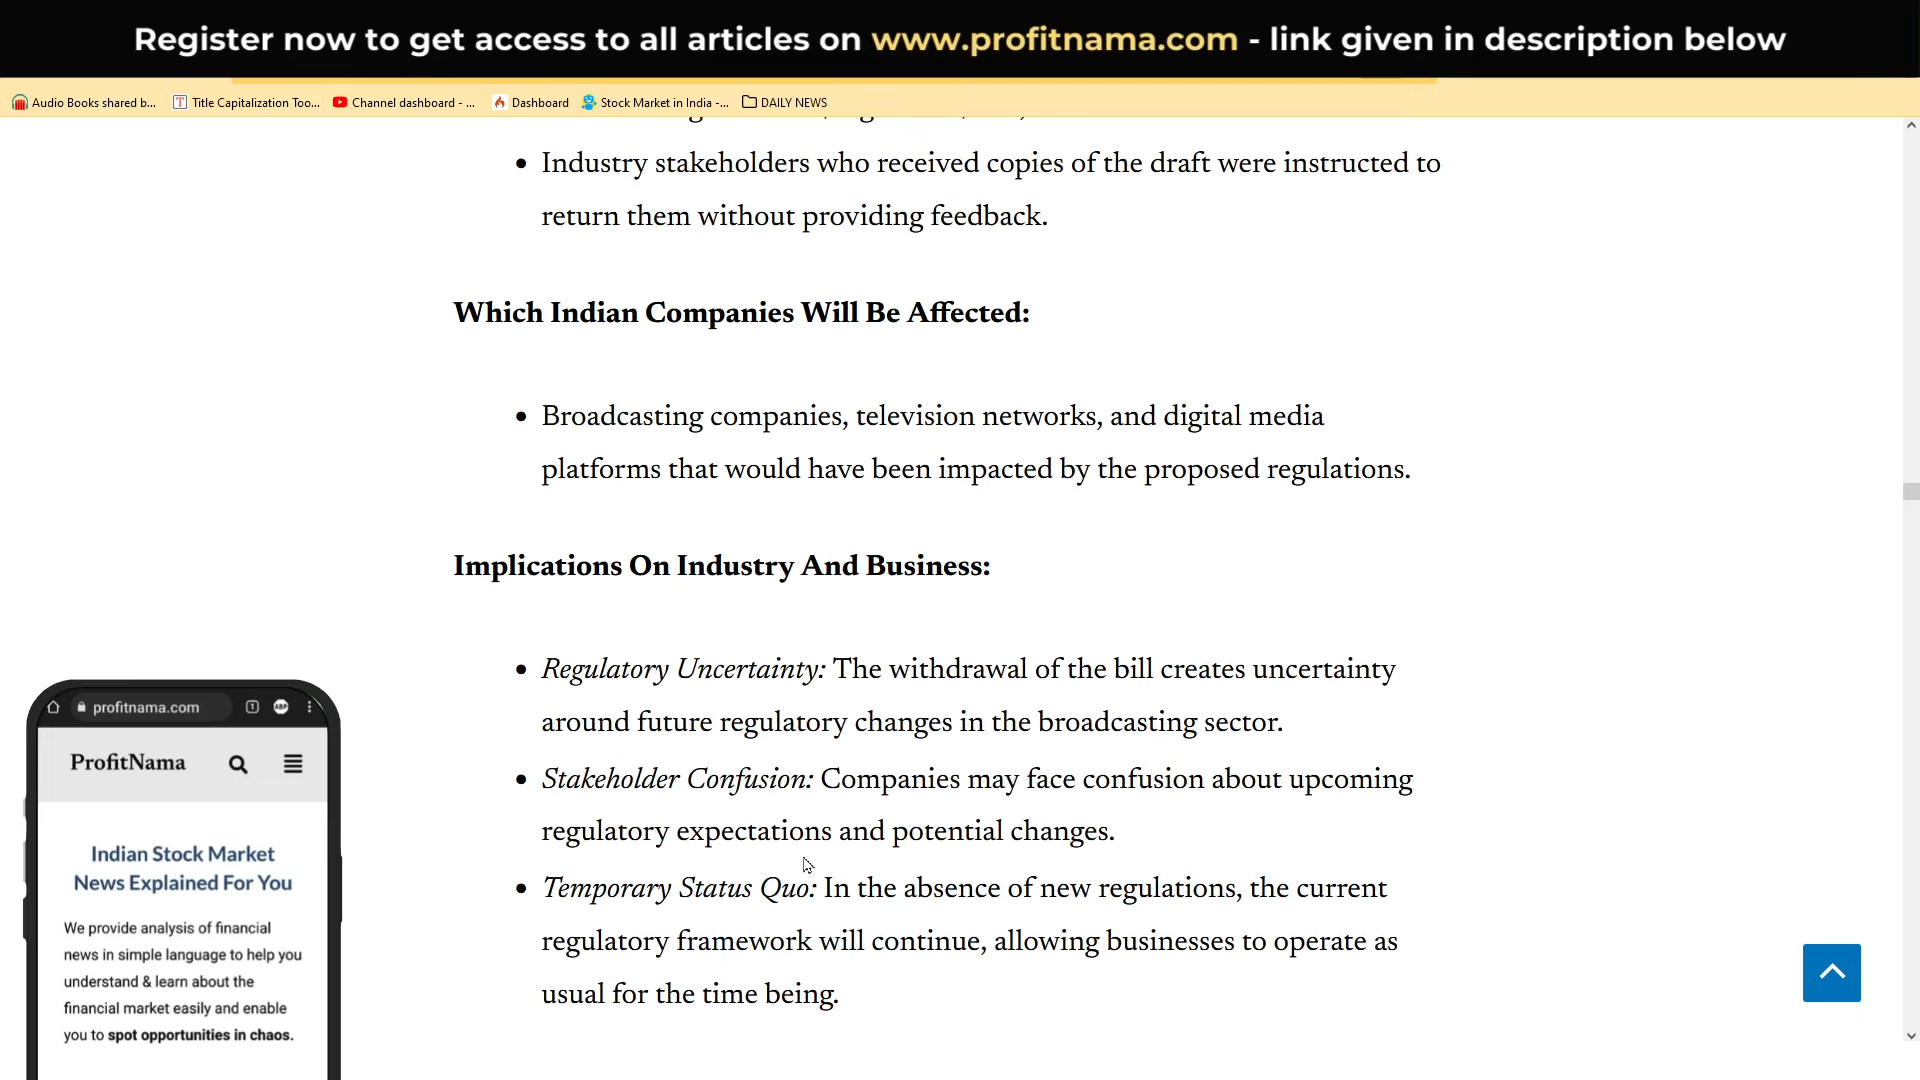 Register now to get access to all articles on www.profitnama.com - link given in description below
Audio Books shared b... Title Capitalization Too... Channel dashboard - ... Dashboard Stock Market in India -... DAILY NEWS
Industry stakeholders who received copies of the draft were instructed to
return them without providing feedback.
Which Indian Companies Will Be Affected:
Broadcasting companies, television networks, and digital media
platforms that would have been impacted by the proposed regulations.
Implications On Industry And Business:
Regulatory Uncertainty: The withdrawal of the bill creates uncertainty
around future regulatory changes in the broadcasting sector.
Stakeholder Confusion: Companies may face confusion about upcoming
regulatory expectations and potential changes.
Temporary Status Quo: In the absence of new regulations, the current
regulatory framework will continue, allowing businesses to operate as
usual for the time being.
profitnama.com 1 ABP
ProfitNama
Indian Stock Market
News Explained For You
We provide analysis of financial
news in simple language to help you
understand & learn about the
financial market easily and enable
you to spot opportunities in chaos.